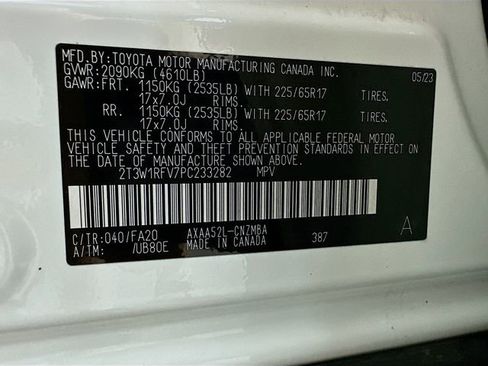 MFD. BY: TOYOTA MOTOR MANUFACTURING CANADA INC.
GVWR: 2090KG (4610LB) 05/23
GAWR: FRT. 1150KG (2535LB) WITH 225/65R17 TIRES.
17x7.0J RIMS.
RR. 1150KG (2535LB) WITH 225/65R17 TIRES.
17x7.0J RIMS.
THIS VEHICLE CONFORMS TO ALL APPLICABLE FEDERAL MOTOR
VEHICLE SAFETY AND THEFT PREVENTION STANDARDS IN EFFECT ON
THE DATE OF MANUFACTURE SHOWN ABOVE.
2T3W1RFV7PC233282 MPV
C/TR: 040/FA20 AXAA52L-CNZMBA A
A/TM: /UB80E MADE IN CANADA 387